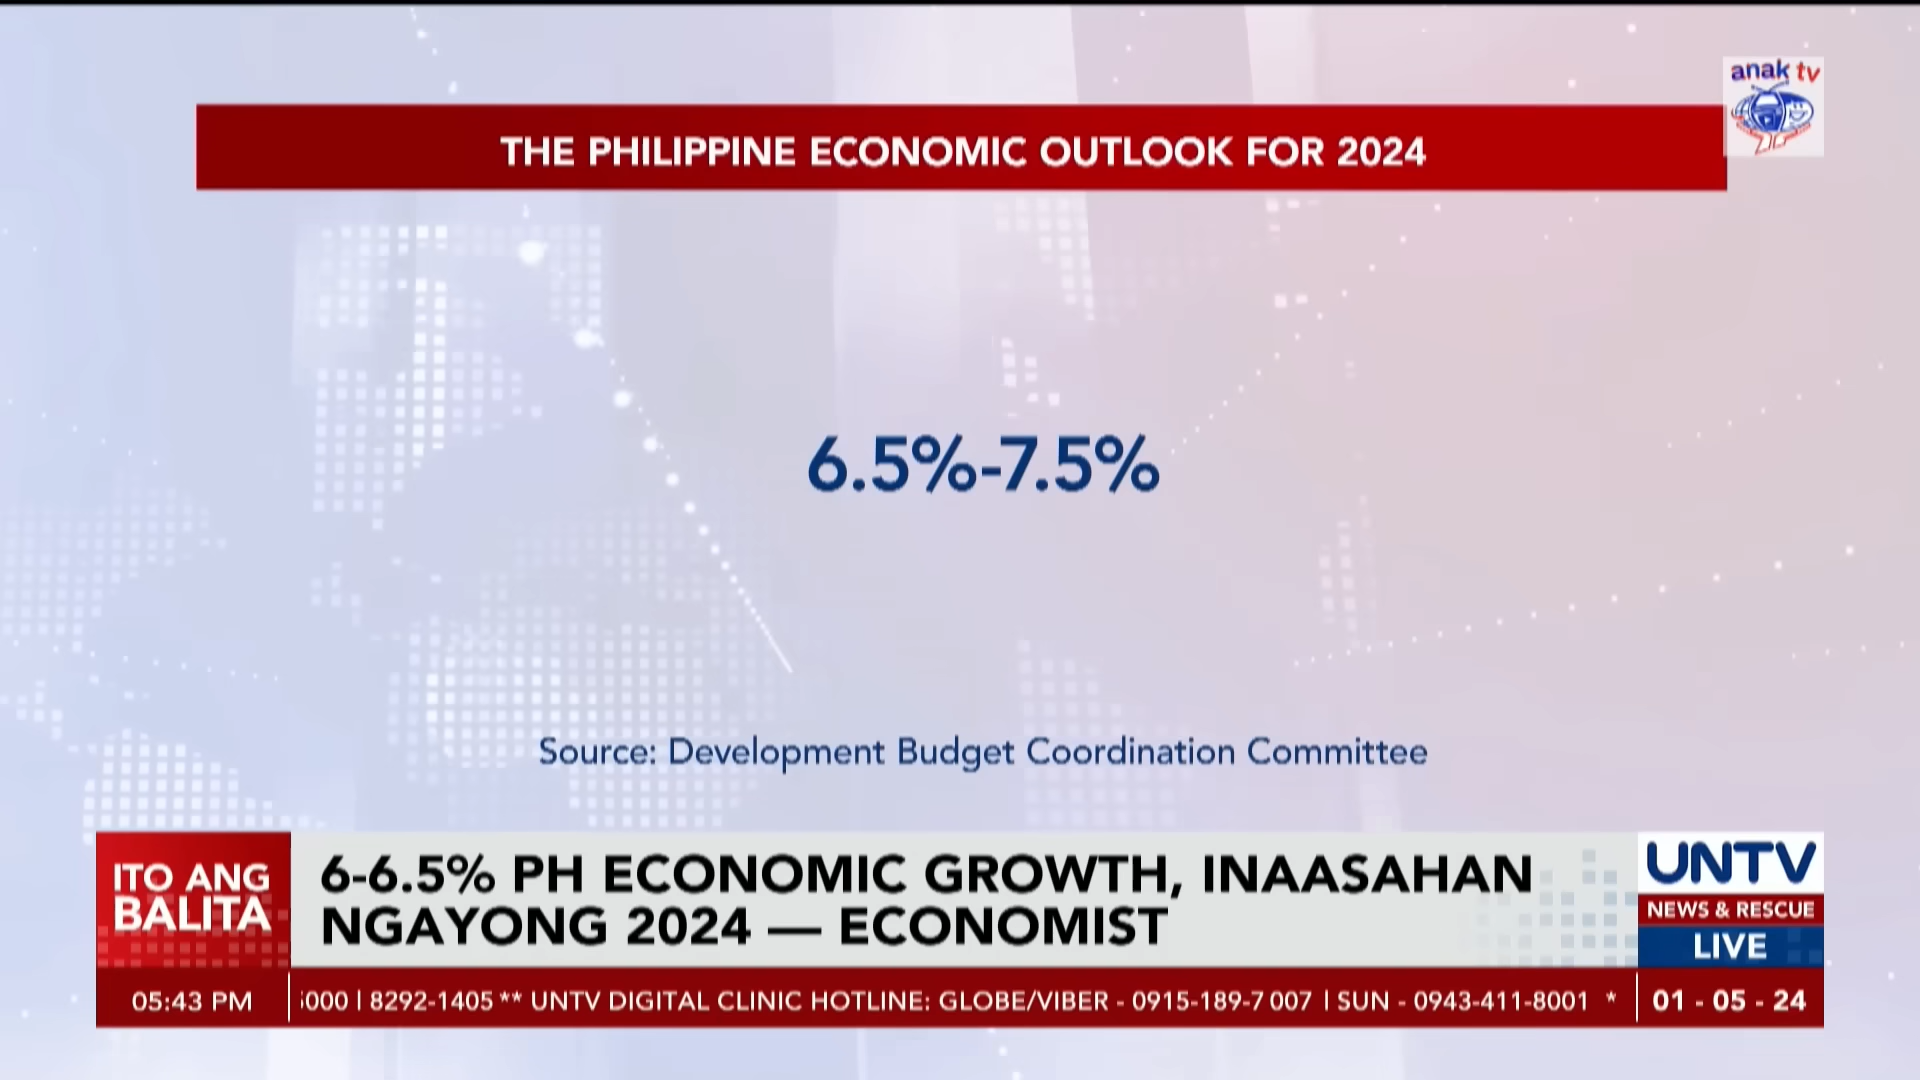 anak tv
THE PHILIPPINE ECONOMIC OUTLOOK FOR 2024
6.5%-7.5%
Source: Development Budget Coordination Committee
ITO ANG
BALITA
6-6.5% PH ECONOMIC GROWTH, INAASAHAN
NGAYONG 2024 — ECONOMIST
UNTV
NEWS & RESCUE
LIVE
05:43 PM
000 | 8292-1405 ** UNTV DIGITAL CLINIC HOTLINE: GLOBE/VIBER - 0915-189-7007 | SUN - 0943-411-8001 *
01 - 05 - 24